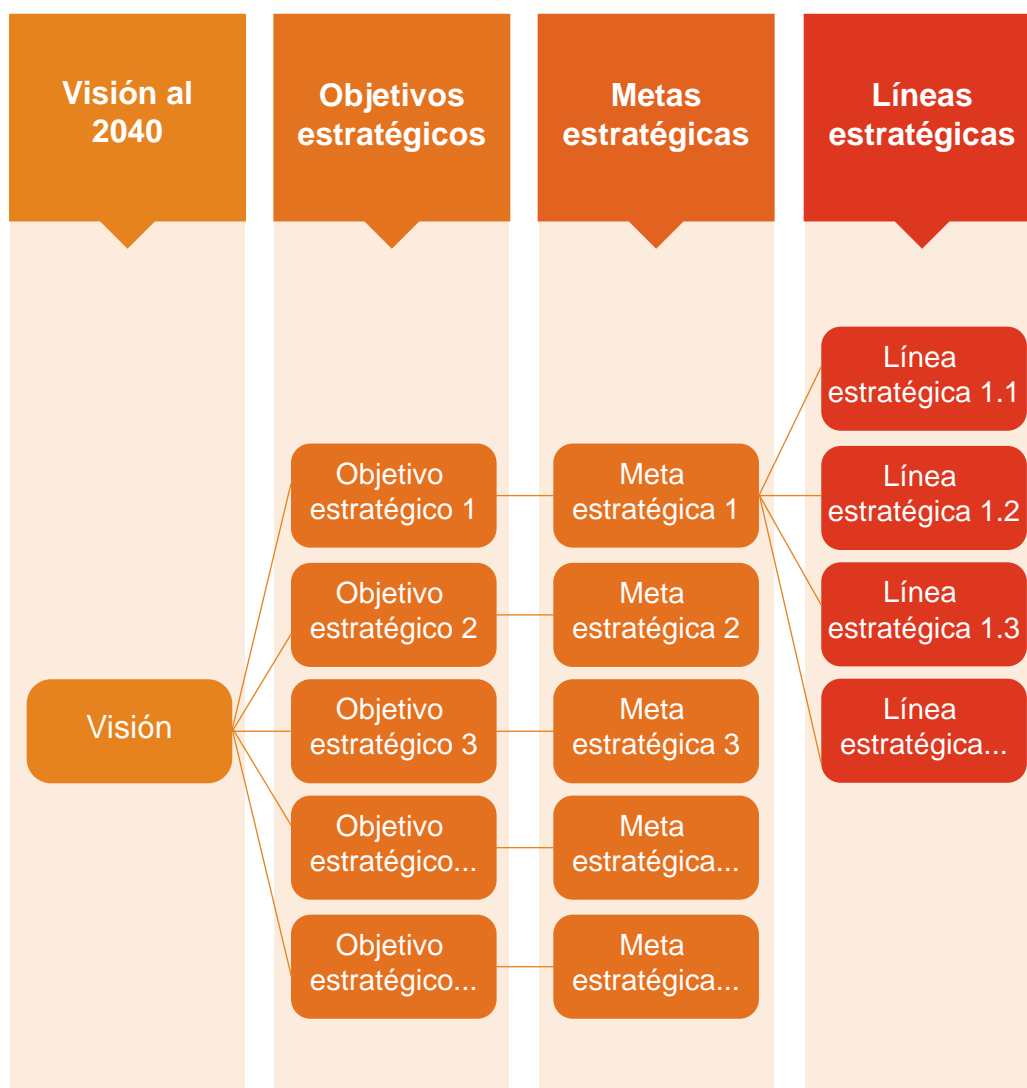 Visión al
2040
Objetivos
estratégicos
Metas
estratégicas
Líneas
estratégicas
Visión
Objetivo
estratégico 1
Objetivo
estratégico 2
Objetivo
estratégico 3
Objetivo
estratégico...
Objetivo
estratégico...
Meta
estratégica 1
Meta
estratégica 2
Meta
estratégica 3
Meta
estratégica...
Meta
estratégica...
Línea
estratégica 1.1
Línea
estratégica 1.2
Línea
estratégica 1.3
Línea
estratégica...